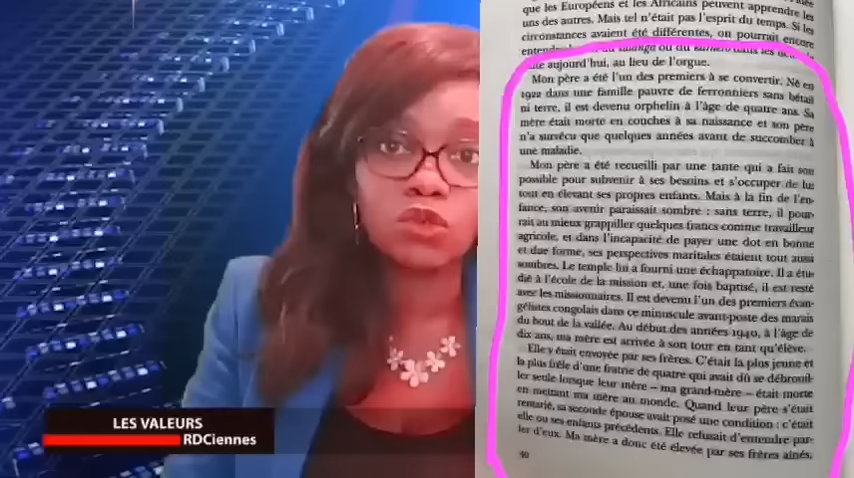 que les Européens et les Africains peuvent apprendre les
uns des autres. Mais tel n'était pas l'esprit du temps. Si les
circonstances avaient été différentes, on pourrait encore
ou du dans les
aujourd'hui, au lieu de l'orgue.
Mon père a été l'un des premiers à se convertir. Né en
1922 dans une famille pauvre de ferronniers sans bétail
ni terre, il est devenu orphelin à l'âge de quatre ans. Sa
mère était morte en couches à sa naissance et son père
n'a survécu que quelques années avant de succomber à
une maladie.
Mon père a été recueilli par une tante qui a fait son
possible pour subvenir à ses besoins et s'occuper de lui
tout en élevant ses propres enfants. Mais à la fin de l'en-
fance, son avenir paraissait sombre : sans terre, il pour-
rait au mieux grappiller quelques francs comme travailleur
agricole, et dans l'incapacité de payer une dot en bonne
et due forme, ses perspectives maritales étaient tout aussi
sombres. Le temple lui a fourni une échappatoire. Il a étu-
dié à l'école de la mission et, une fois baptisé, il est resté
avec les missionnaires. Il est devenu l'un des premiers évan-
gélistes congolais dans ce minuscule avant-poste des marais
du bout de la vallée. Au début des années 1940, à l'âge de
dix ans, ma mère est arrivée à son tour en tant qu'élève.
Elle y était envoyée par ses frères. C'était la plus jeune et
la plus frêle d'une fratrie de quatre qui avait dû se débrouil-
ler seule lorsque leur mère – ma grand-mère – était morte
en mettant ma mère au monde. Quand leur père s'était
remarié, sa seconde épouse avait posé une condition : c'était
elle ou ses enfants précédents. Elle refusait d'entendre par-
ler d'eux. Ma mère a donc été élevée par ses frères aînés,
40
LES VALEURS
RDCiennes